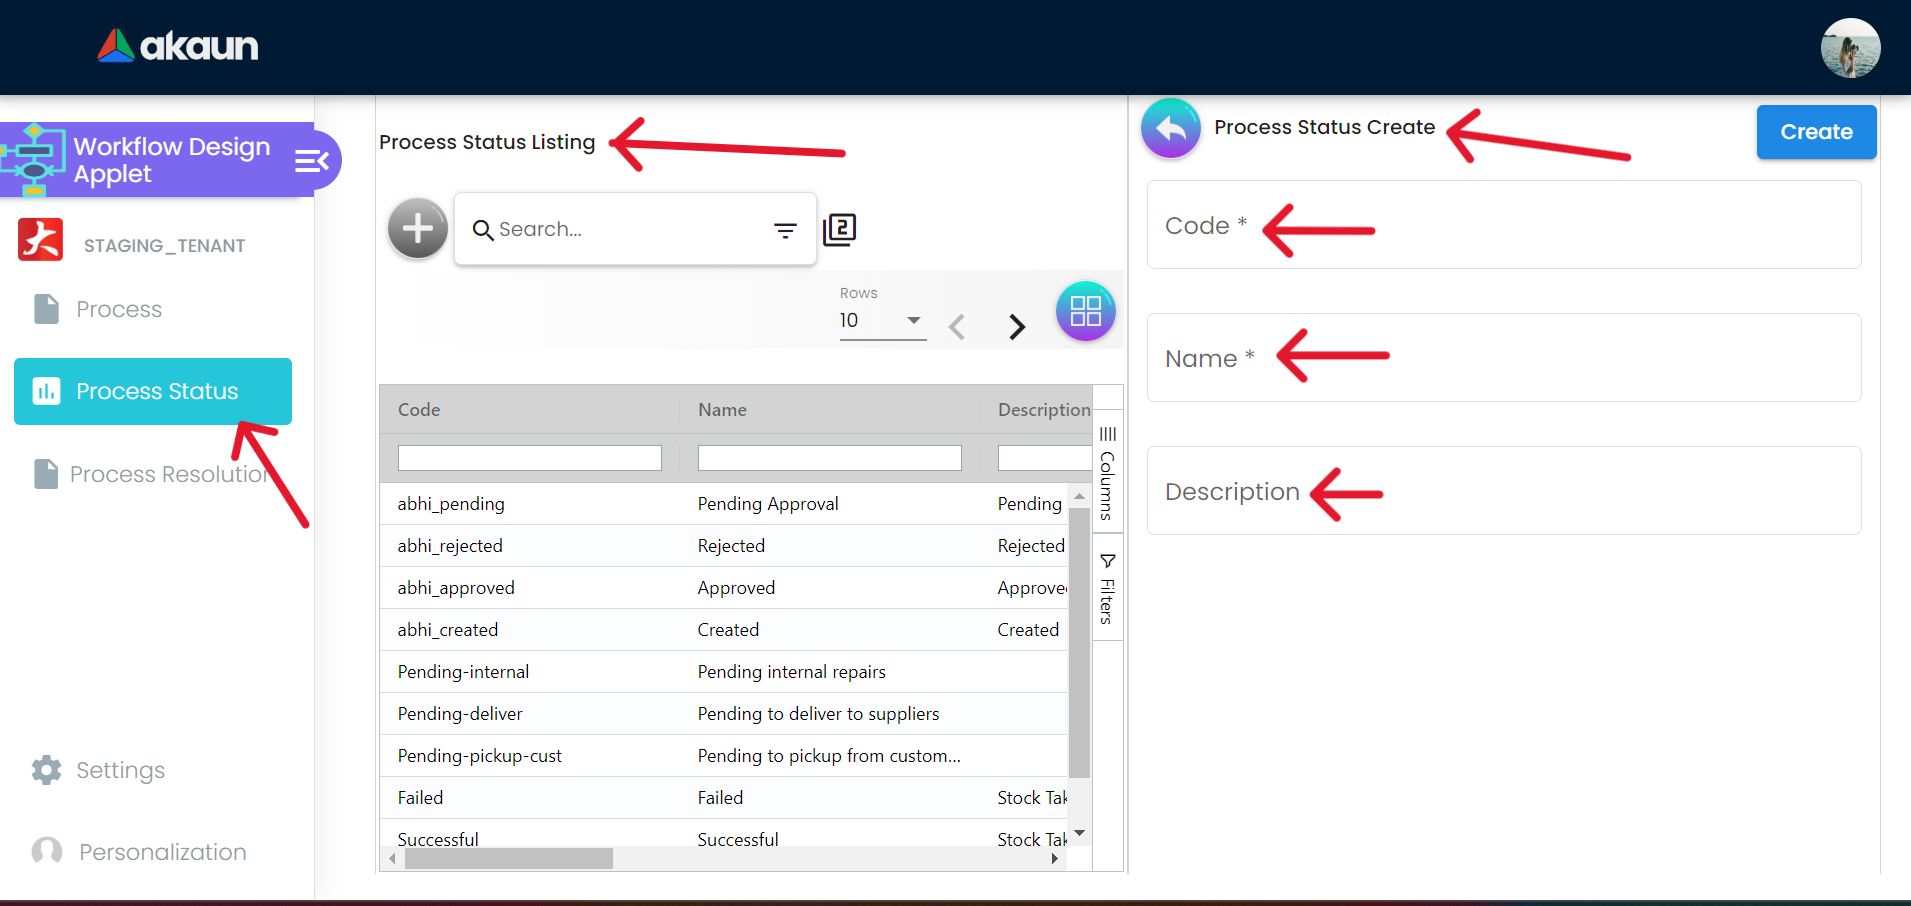 akaun
Workflow Design
Applet
STAGING_TENANT
Process
Process Status
Process Resolution
Settings
Personalization
Process Status Listing
Search...
2
Rows
10
Code Name Description
Columns
Filters
abhi_pending Pending Approval Pending
abhi_rejected Rejected Rejected
abhi_approved Approved Approve
abhi_created Created Created
Pending-internal Pending internal repairs
Pending-deliver Pending to deliver to suppliers
Pending-pickup-cust Pending to pickup from custom...
Failed Failed Stock Tak
Successful Successful Stock Tak
Process Status Create
Create
Code *
Name *
Description